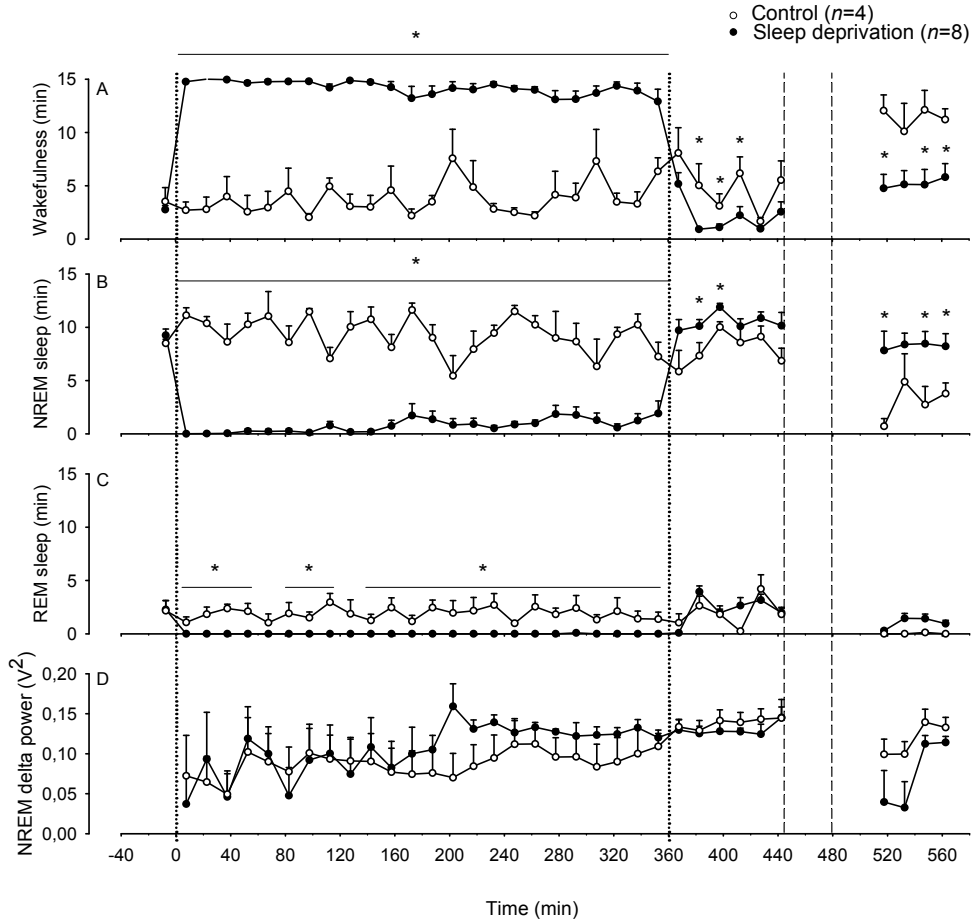 Control (n=4)
Sleep deprivation (n=8)
*
A
Wakefulness (min)
15
10
5
0
* * *
* * *
*
B
NREM sleep (min)
15
10
5
0
* *
* * *
C
REM sleep (min)
15
10
5
0
* * *
D
NREM delta power (V²)
0,20
0,15
0,10
0,05
0,00
-40 0 40 80 120 160 200 240 280 320 360 400 440 480 520 560
Time (min)